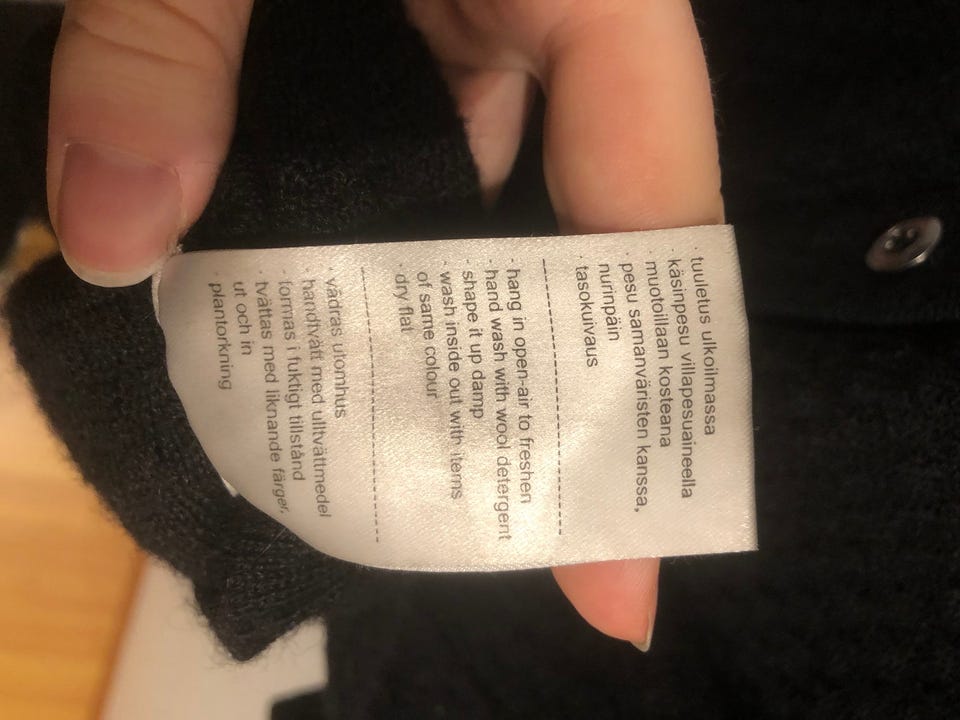 · tuuletus ulkoilmassa
käsinpesu villapesuaineella
· muotoillaan kosteana
· pesu samanväristen kanssa,
nurinpäin
· tasokuivaus
- hang in open-air to freshen
- hand wash with wool detergent
- shape it up damp
- wash inside out with items
of same colour
· dry flat
· vädras utomhus
· handtvätt med ulltvättmedel
- formas i fuktigt tillstånd
· tvättas med liknande färger,
ut och in
· plantorkning